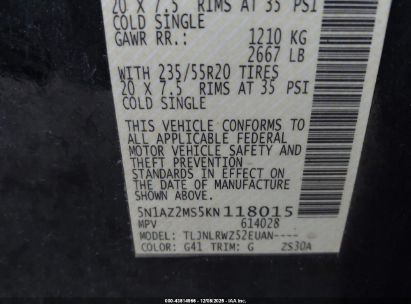 20 X 7.5 RIMS AT 35 PSI
COLD SINGLE
GAWR RR.: 1210 KG
2667 LB
WITH 235/55R20 TIRES
20 X 7.5 RIMS AT 35 PSI
COLD SINGLE
THIS VEHICLE CONFORMS TO
ALL APPLICABLE FEDERAL
MOTOR VEHICLE SAFETY AND
THEFT PREVENTION
STANDARDS IN EFFECT ON
THE DATE OF MANUFACTURE
SHOWN ABOVE.
5N1AZ2MS5KN118015
MPV 614028
MODEL: TLJNLRWZ52EUAN----
COLOR: G41 TRIM: G ZS30A